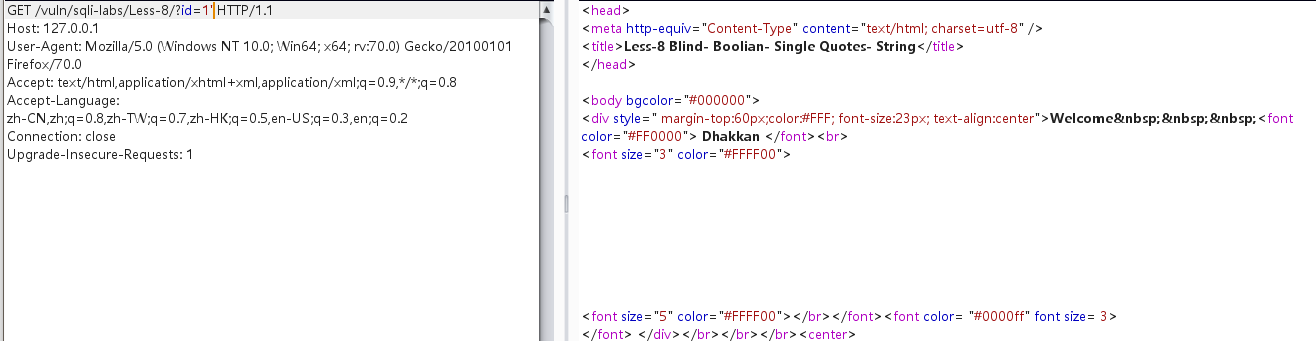 GET /vuln/sqli-labs/Less-8/?id=1' HTTP/1.1
Host: 127.0.0.1
User-Agent: Mozilla/5.0 (Windows NT 10.0; Win64; x64; rv:70.0) Gecko/20100101
Firefox/70.0
Accept: text/html,application/xhtml+xml,application/xml;q=0.9,*/*;q=0.8
Accept-Language:
zh-CN,zh;q=0.8,zh-TW;q=0.7,zh-HK;q=0.5,en-US;q=0.3,en;q=0.2
Connection: close
Upgrade-Insecure-Requests: 1
<head>
<meta http-equiv="Content-Type" content="text/html; charset=utf-8" />
<title>Less-8 Blind- Boolian- Single Quotes- String</title>
</head>
<body bgcolor="#000000">
<div style=" margin-top:60px;color:#FFF; font-size:23px; text-align:center">Welcome&nbsp;&nbsp;&nbsp;<font
color="#FF0000"> Dhakkan </font><br>
<font size="3" color="#FFFF00">
<font size="5" color="#FFFF00"></br></font><font color= "#0000ff" font size= 3>
</font> </div></br></br></br><center>